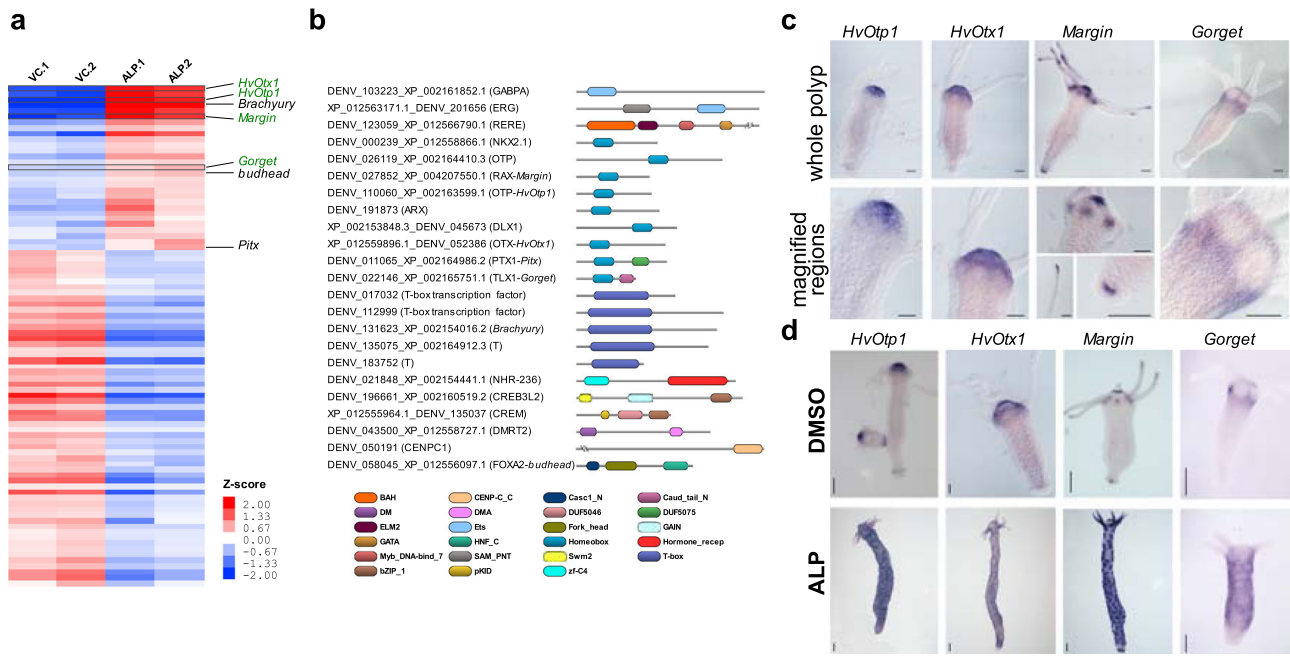 a
VC.1 VC.2 ALP.1 ALP.2
HvOtx1
HvOtp1
Brachyury
Margin
Gorget
budhead
Pitx
Z-score
2.00
1.33
0.67
0.00
-0.67
-1.33
-2.00
b
DENV_103223_XP_002161852.1 (GABPA)
XP_012563171.1_DENV_201656 (ERG)
DENV_123059_XP_012566790.1 (RERE)
DENV_000239_XP_012558866.1 (NKX2.1)
DENV_026119_XP_002164410.3 (OTP)
DENV_027852_XP_004207550.1 (RAX-Margin)
DENV_110060_XP_002163599.1 (OTP-HvOtp1)
DENV_191873 (ARX)
XP_002153848.3_DENV_045673 (DLX1)
XP_012559896.1_DENV_052386 (OTX-HvOtx1)
DENV_011065_XP_002164986.2 (PTX1-Pitx)
DENV_022146_XP_002165751.1 (TLX1-Gorget)
DENV_017032 (T-box transcription factor)
DENV_112999 (T-box transcription factor)
DENV_131623_XP_002154016.2 (Brachyury)
DENV_135075_XP_002164912.3 (T)
DENV_183752 (T)
DENV_021848_XP_002154441.1 (NHR-236)
DENV_196661_XP_002160519.2 (CREB3L2)
XP_012555964.1_DENV_135037 (CREM)
DENV_043500_XP_012558727.1 (DMRT2)
DENV_050191 (CENPC1)
DENV_058045_XP_012556097.1 (FOXA2-budhead)
BAH CENP-C_C Casc1_N Caud_tail_N
DM DMA DUF5046 DUF5075
ELM2 Ets Fork_head GAIN
GATA HNF_C Homeobox Hormone_recep
Myb_DNA-bind_7 SAM_PNT Swm2 T-box
bZIP_1 pKID zf-C4
c
HvOtp1 HvOtx1 Margin Gorget
whole polyp
magnified
regions
d
HvOtp1 HvOtx1 Margin Gorget
DMSO
ALP